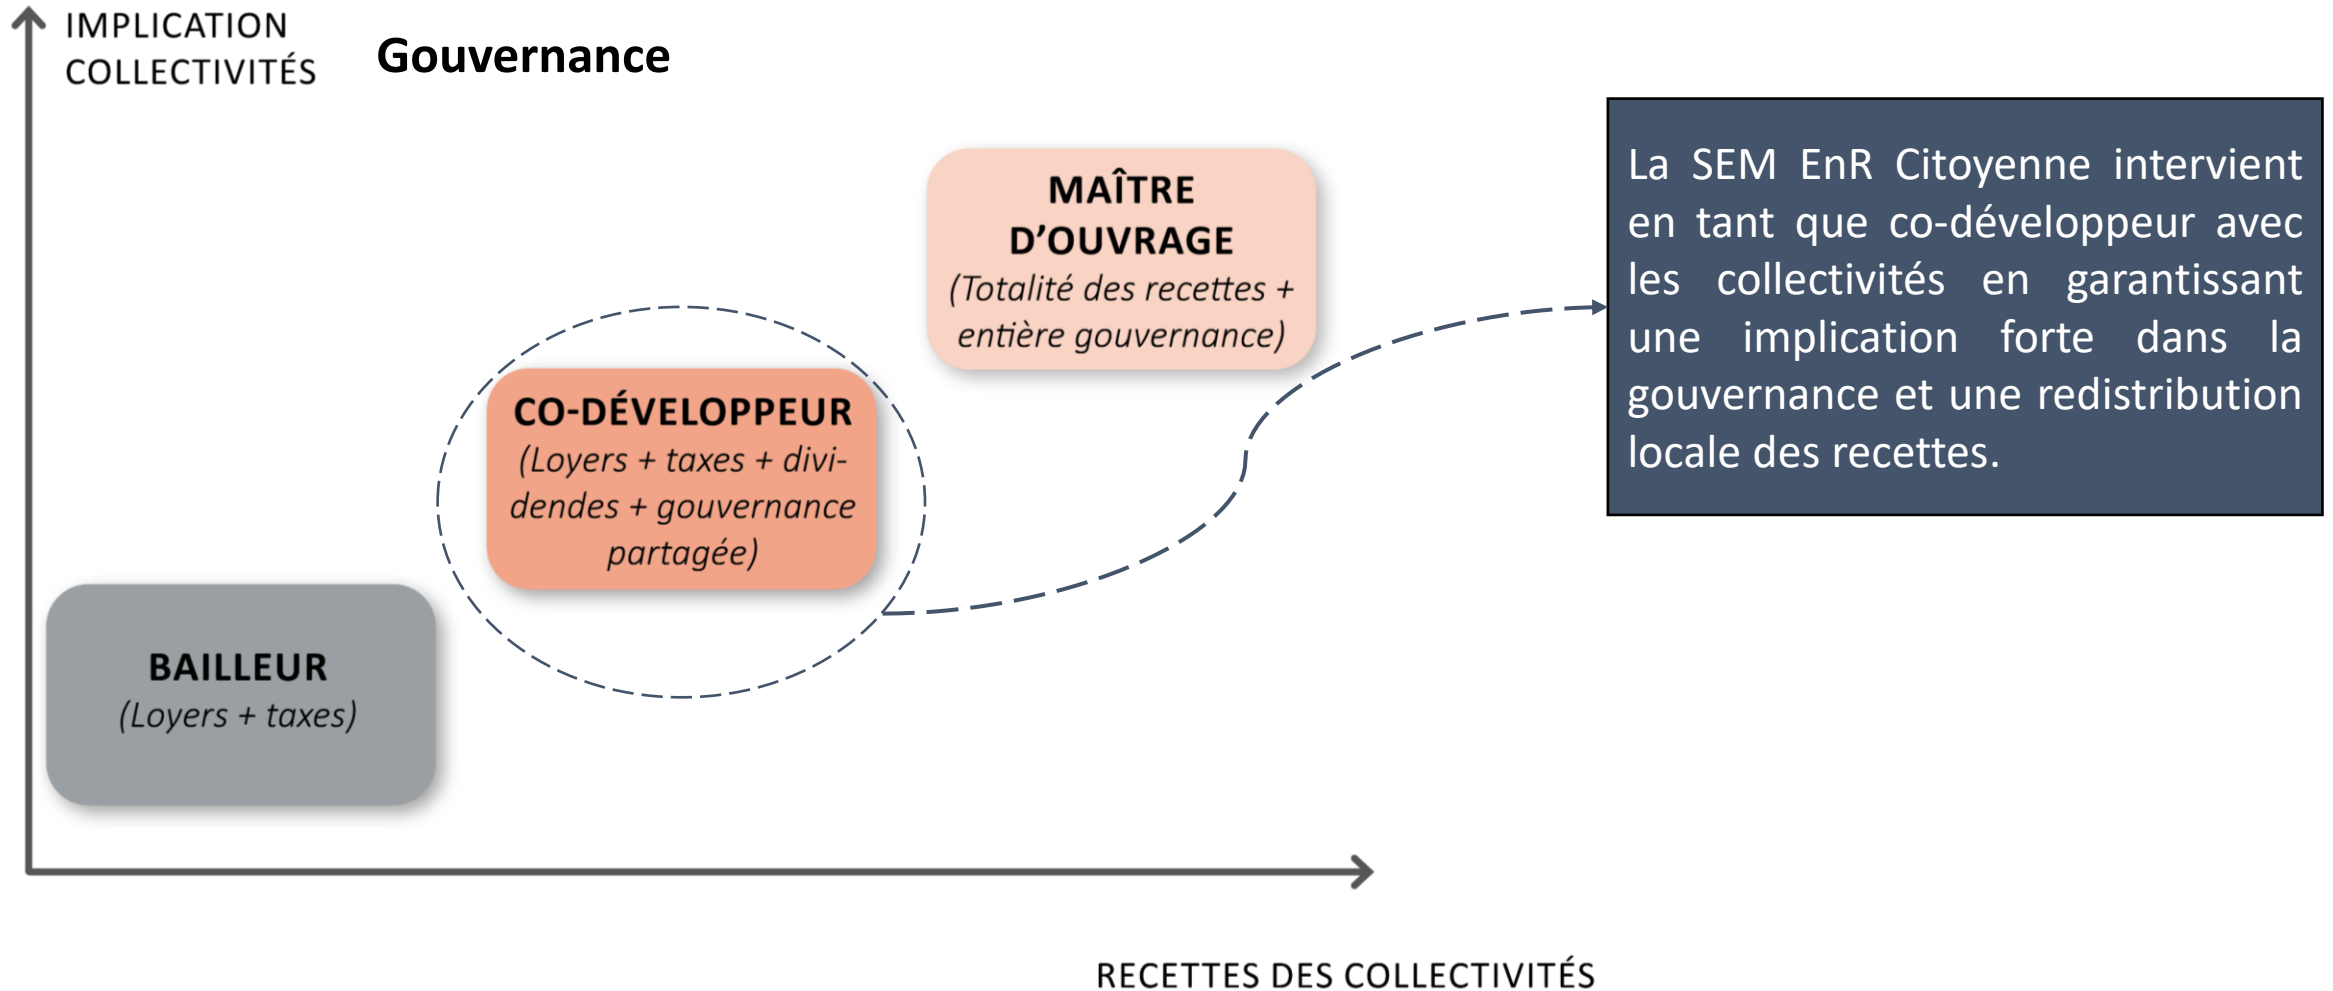 IMPLICATION
COLLECTIVITÉS
Gouvernance
MAÎTRE
D’OUVRAGE
(Totalité des recettes +
entière gouvernance)
CO-DÉVELOPPEUR
(Loyers + taxes + divi-
dendes + gouvernance
partagée)
BAILLEUR
(Loyers + taxes)
La SEM EnR Citoyenne intervient
en tant que co-développeur avec
les collectivités en garantissant
une implication forte dans la
gouvernance et une redistribution
locale des recettes.
RECETTES DES COLLECTIVITÉS